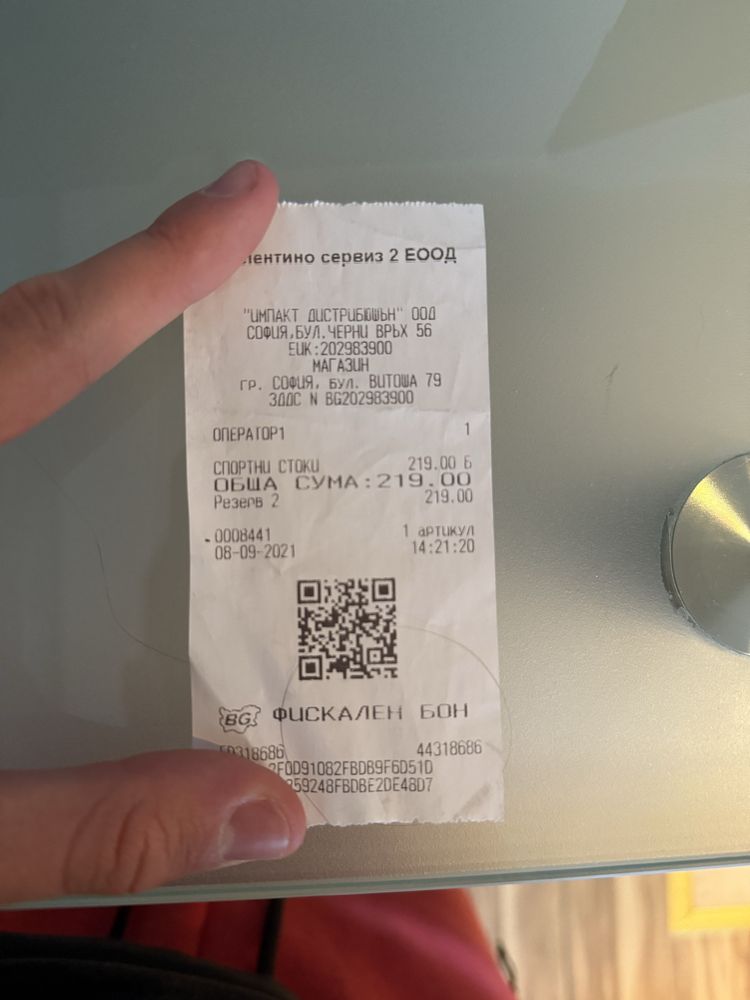 сервиз 2 ЕООД
"ИМПАКТ ДИСТРИБЮШЪН" ООД
СОФИЯ,БУЛ.ЧЕРНИ ВРЪХ 56
ЕИК:202983900
МАГАЗИН
ГР. СОФИЯ, БУЛ. ВИТОША 79
ЗДДС N BG202983900
ОПЕРАТОР1 1
СПОРТНИ СТОКИ 219.00 Б
ОБЩА СУМА:219.00
Резерв 2 219.00
0008441 1 артикул
08-09-2021 14:21:20
BG ФИСКАЛЕН БОН
44318686